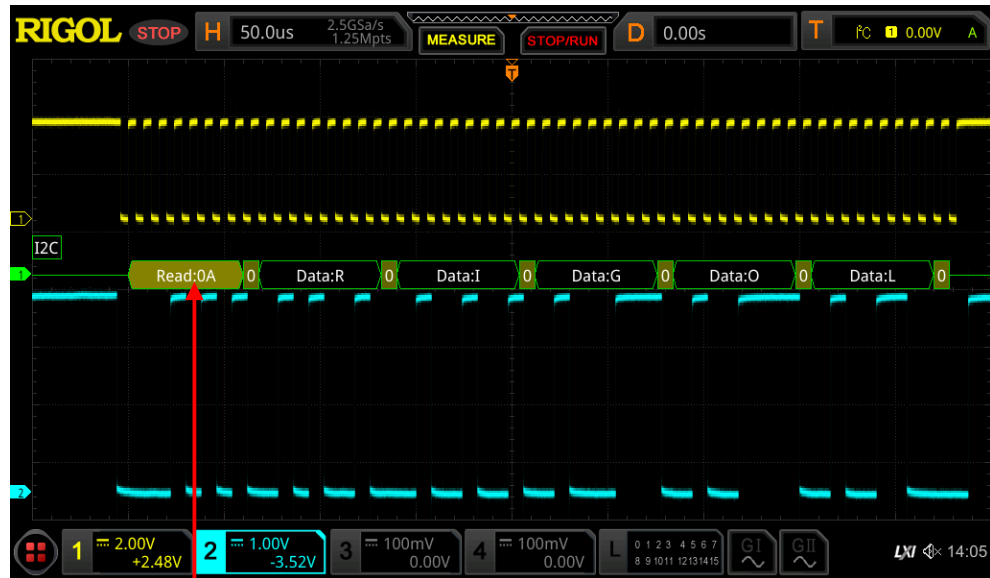 RIGOL STOP H 50.0us 2.5GSa/s 1.25Mpts MEASURE STOP/RUN D 0.00s T I²C 1 0.00V A
T
1
I2C
1 Read:0A 0 Data:R 0 Data:I 0 Data:G 0 Data:O 0 Data:L 0
2
1 2.00V +2.48V 2 1.00V -3.52V 3 100mV 0.00V 4 100mV 0.00V L 0 1 2 3 4 5 6 7 8 9 10 11 12 13 14 15 GI GII LXI 14:05